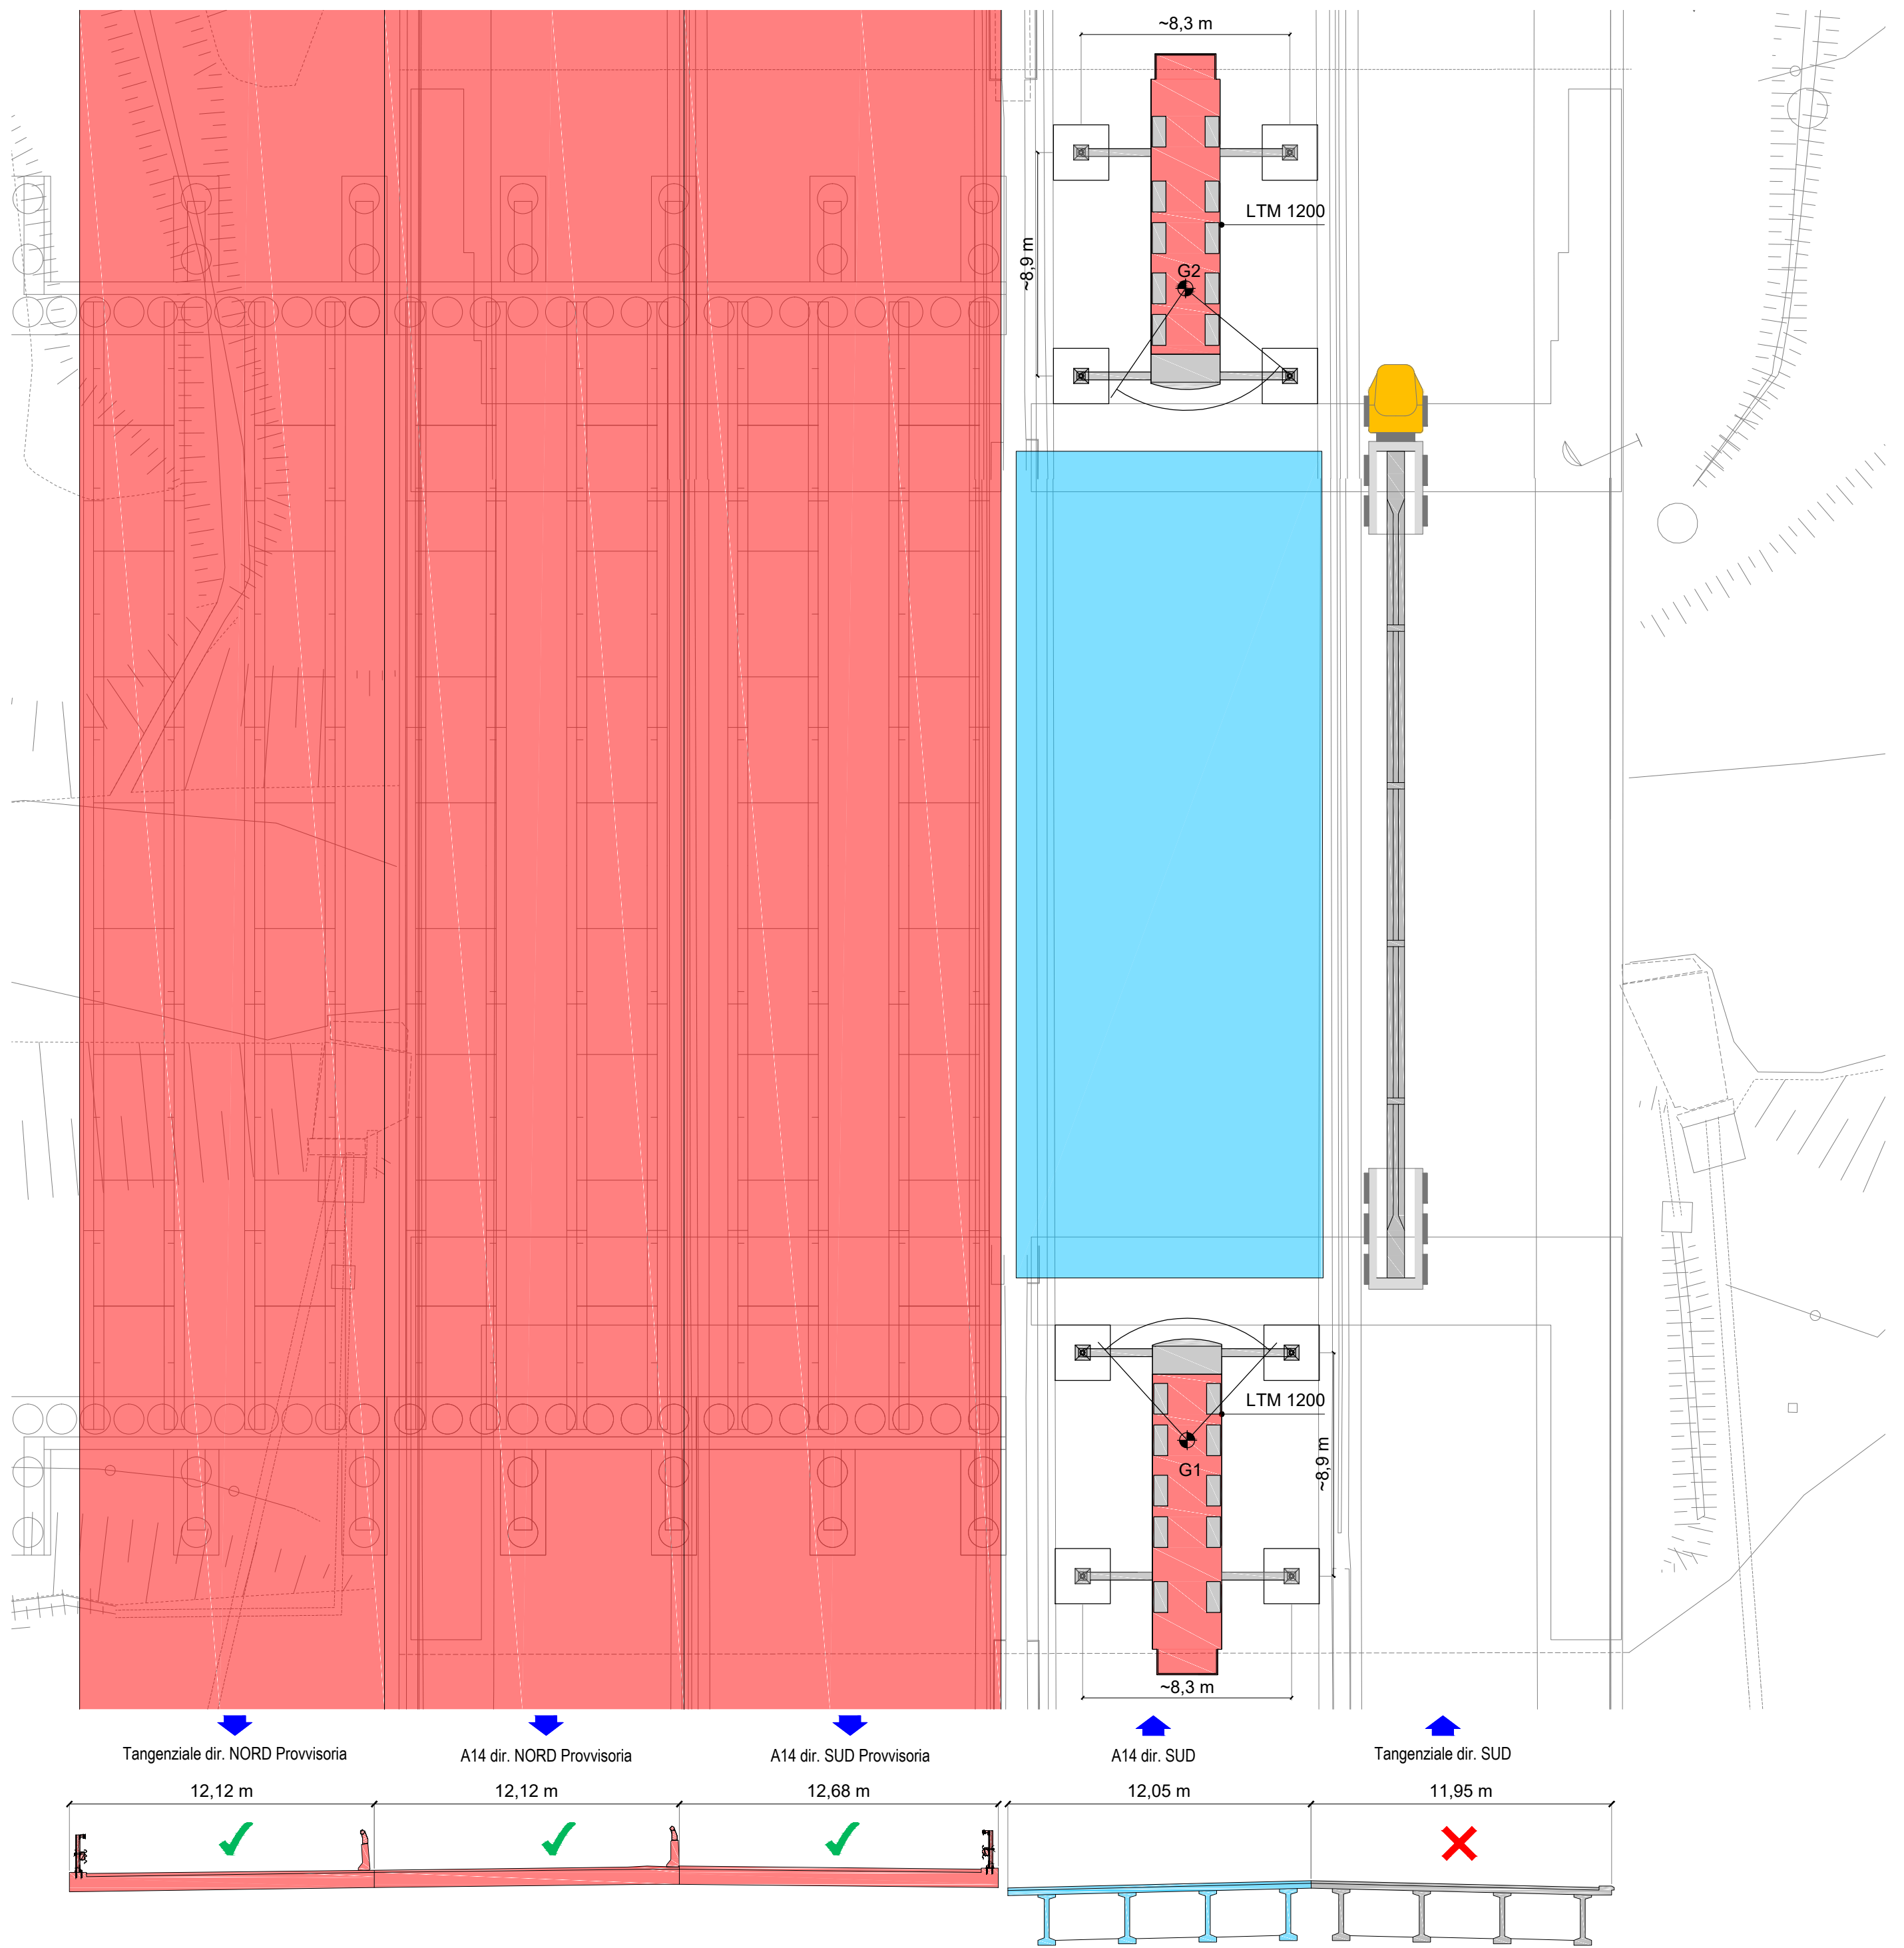 ~8,3 m
LTM 1200
~8,9 m
G2
LTM 1200
~8,9 m
G1
~8,3 m
Tangenziale dir. NORD Provvisoria
A14 dir. NORD Provvisoria
A14 dir. SUD Provvisoria
A14 dir. SUD
Tangenziale dir. SUD
12,12 m
12,12 m
12,68 m
12,05 m
11,95 m